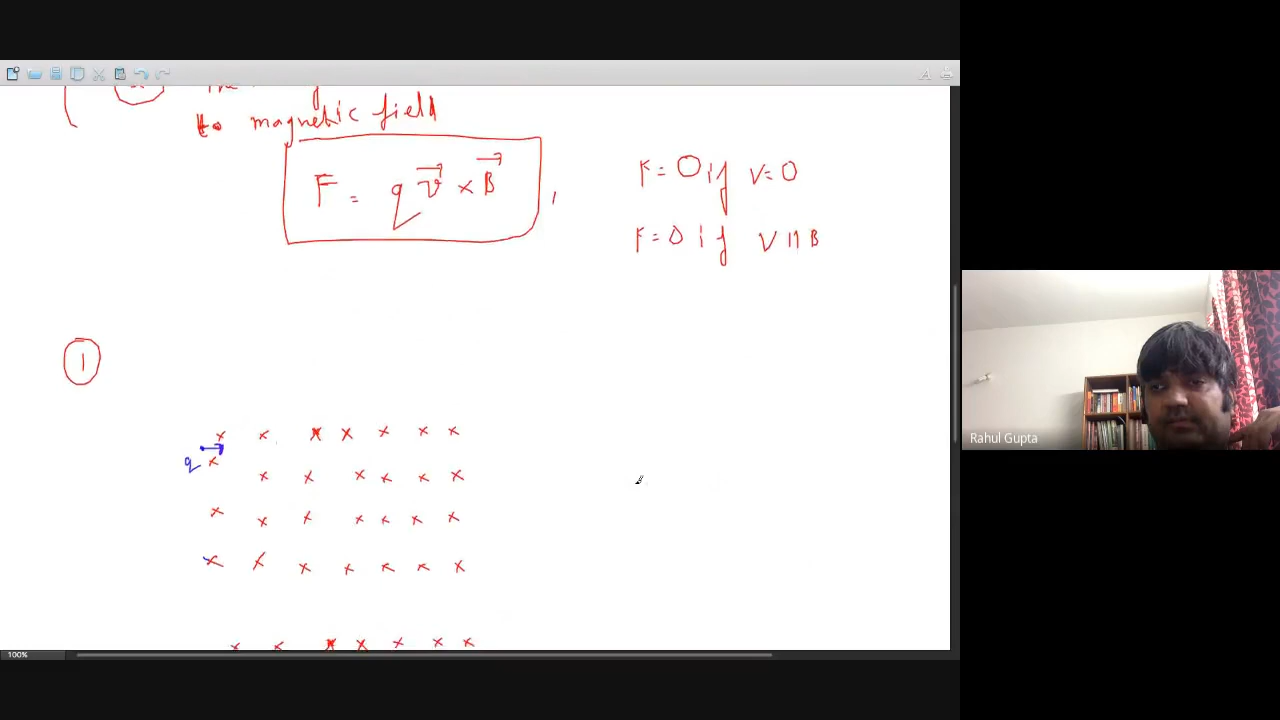 to magnetic field
F = q v⃗ × B⃗ ,
F = 0 if v = 0
F = 0 if v || B
1
x x x x x x x
q x
x x x x x x
x x x x x x x
x x x x x x x
x x x x x x x
Rahul Gupta
100%